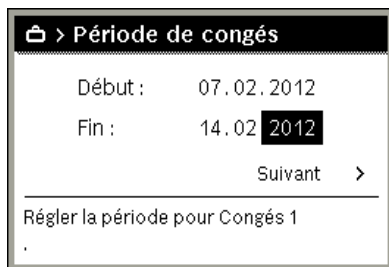 > Période de congés
Début : 07.02.2012
Fin : 14.02 2012
Suivant >
Régler la période pour Congés 1
.